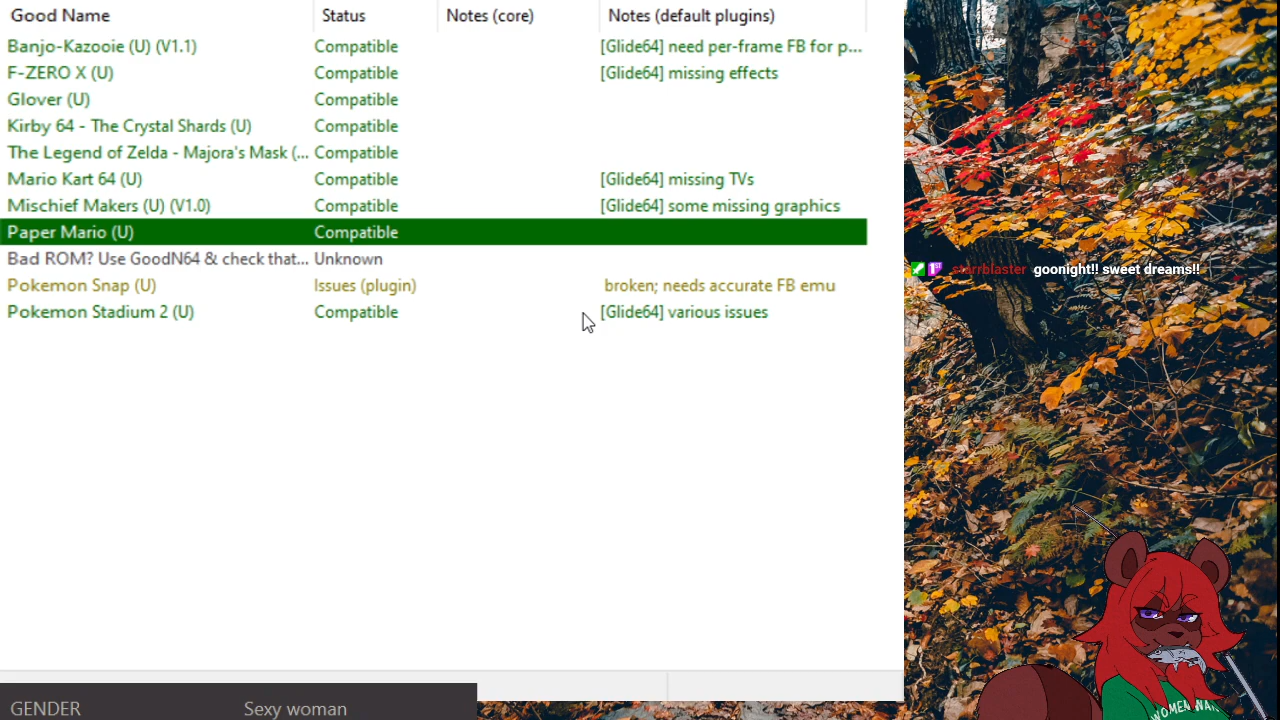 Good Name Status Notes (core) Notes (default plugins)
Banjo-Kazooie (U) (V1.1) Compatible [Glide64] need per-frame FB for p...
F-ZERO X (U) Compatible [Glide64] missing effects
Glover (U) Compatible
Kirby 64 - The Crystal Shards (U) Compatible
The Legend of Zelda - Majora's Mask (... Compatible
Mario Kart 64 (U) Compatible [Glide64] missing TVs
Mischief Makers (U) (V1.0) Compatible [Glide64] some missing graphics
Paper Mario (U) Compatible
Bad ROM? Use GoodN64 & check that... Unknown
Pokemon Snap (U) Issues (plugin) broken; needs accurate FB emu
Pokemon Stadium 2 (U) Compatible [Glide64] various issues
starrblaster goonight!! sweet dreams!!
GENDER Sexy woman